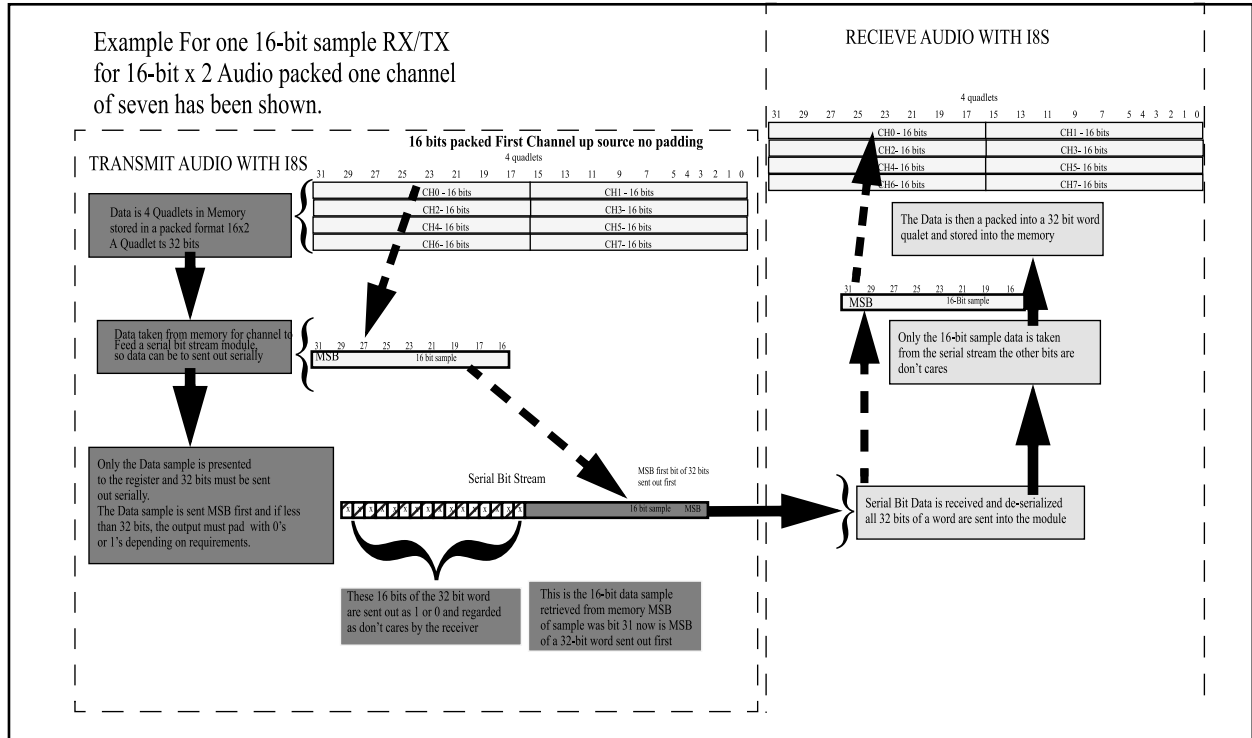 Example For one 16-bit sample RX/TX
for 16-bit x 2 Audio packed one channel
of seven has been shown.
TRANSMIT AUDIO WITH I8S
16 bits packed First Channel up source no padding
4 quadlets
31 29 27 25 23 21 19 17 15 13 11 9 7 5 4 3 2 1 0
CH0 - 16 bits CH1 - 16 bits
CH2- 16 bits CH3- 16 bits
CH4 - 16 bits CH5- 16 bits
CH6- 16 bits CH7- 16 bits
Data is 4 Quadlets in Memory
stored in a packed format 16x2
A Quadlet ts 32 bits
Data taken from memory for channel to
Feed a serial bit stream module
so data can be to sent out serially
31 29 27 25 23 21 19 17 16
MSB 16 bit sample
Only the Data sample is presented
to the register and 32 bits must be sent
out serially.
The Data sample is sent MSB first and if less
than 32 bits, the output must pad with 0's
or 1's depending on requirements.
Serial Bit Stream
MSB first bit of 32 bits
sent out first
x x x x x x x x x x x x x x 16 bit sample MSB
These 16 bits of the 32 bit word
are sent out as 1 or 0 and regarded
as don't cares by the receiver
This is the 16-bit data sample
retrieved from memory MSB
of sample was bit 31 now is MSB
of a 32-bit word sent out first
RECIEVE AUDIO WITH I8S
4 quadlets
31 29 27 25 23 21 19 17 15 13 11 9 7 5 4 3 2 1 0
CH0 - 16 bits CH1 - 16 bits
CH2- 16 bits CH3- 16 bits
CH4 - 16 bits CH5- 16 bits
CH6- 16 bits CH7- 16 bits
The Data is then a packed into a 32 bit word
qualet and stored into the memory
31 29 27 25 23 21 19 16
MSB 16-Bit sample
Only the 16-bit sample data is taken
from the serial stream the other bits are
don't cares
Serial Bit Data is received and de-serialized
all 32 bits of a word are sent into the module